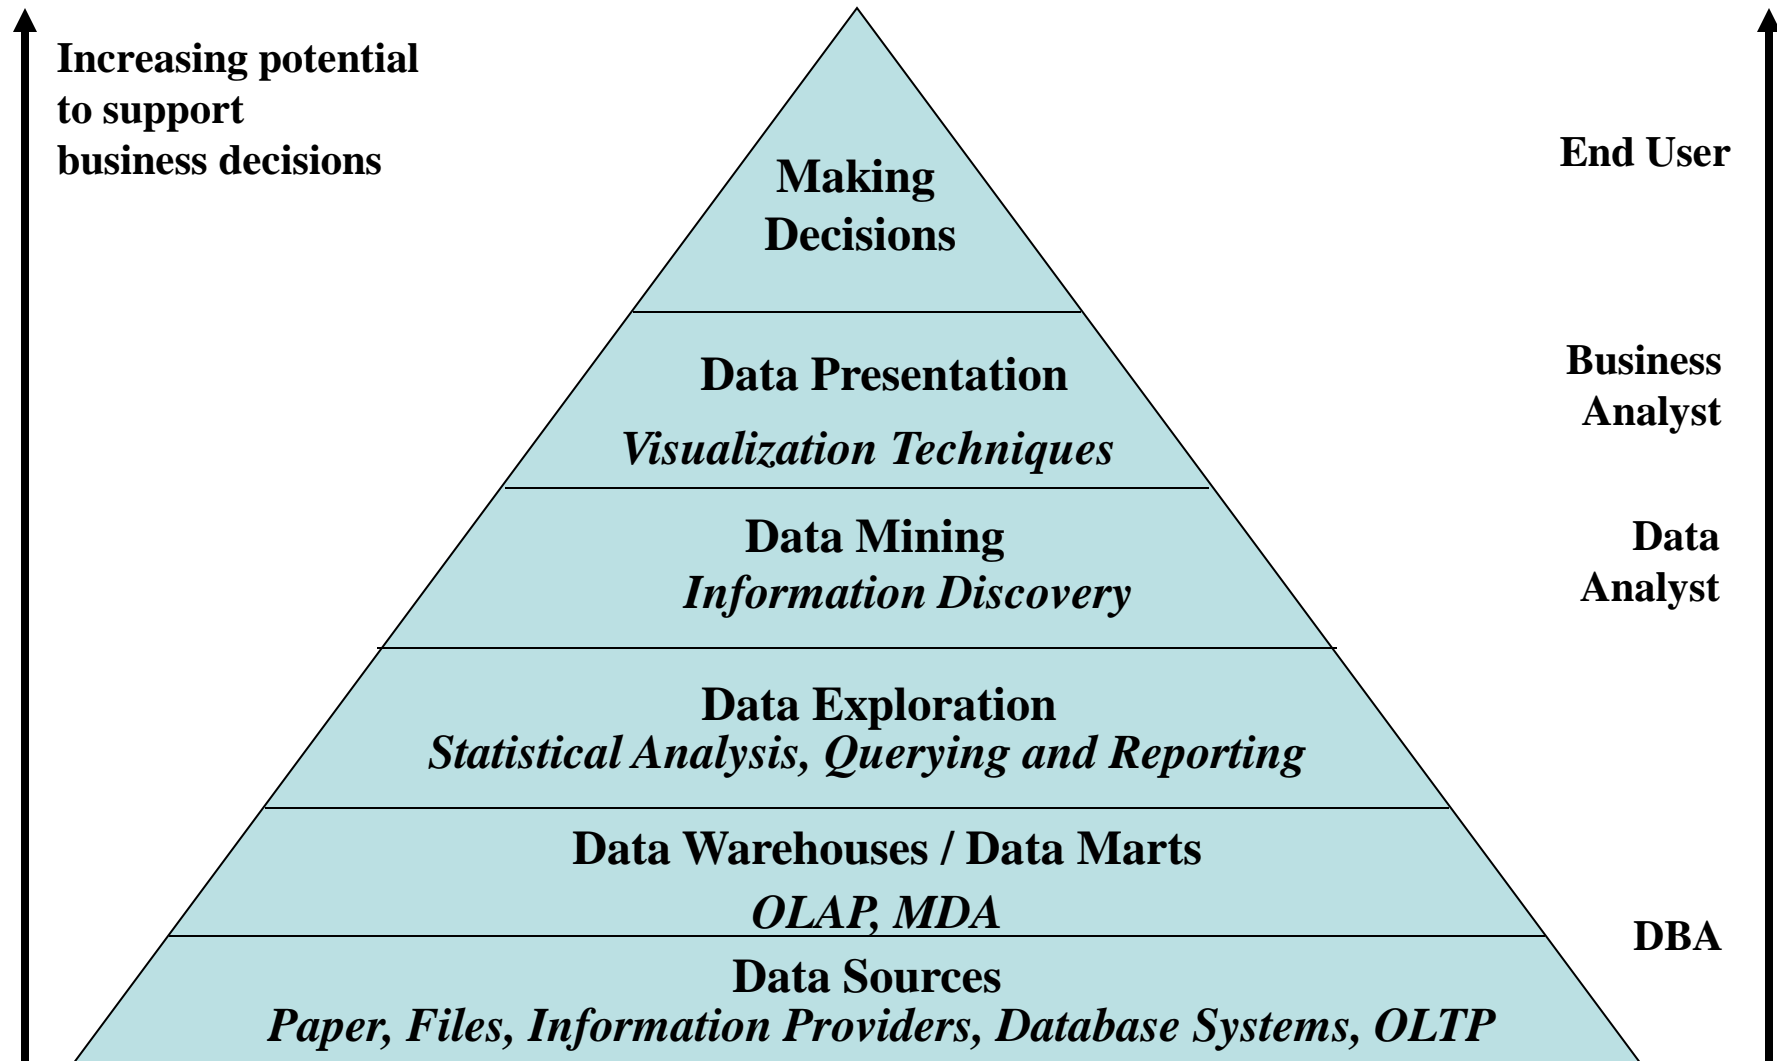 Increasing potential
to support
business decisions
End User
Making
Decisions
Business
Analyst
Data Presentation
Visualization Techniques
Data
Analyst
Data Mining
Information Discovery
Data Exploration
Statistical Analysis, Querying and Reporting
Data Warehouses / Data Marts
OLAP, MDA
DBA
Data Sources
Paper, Files, Information Providers, Database Systems, OLTP